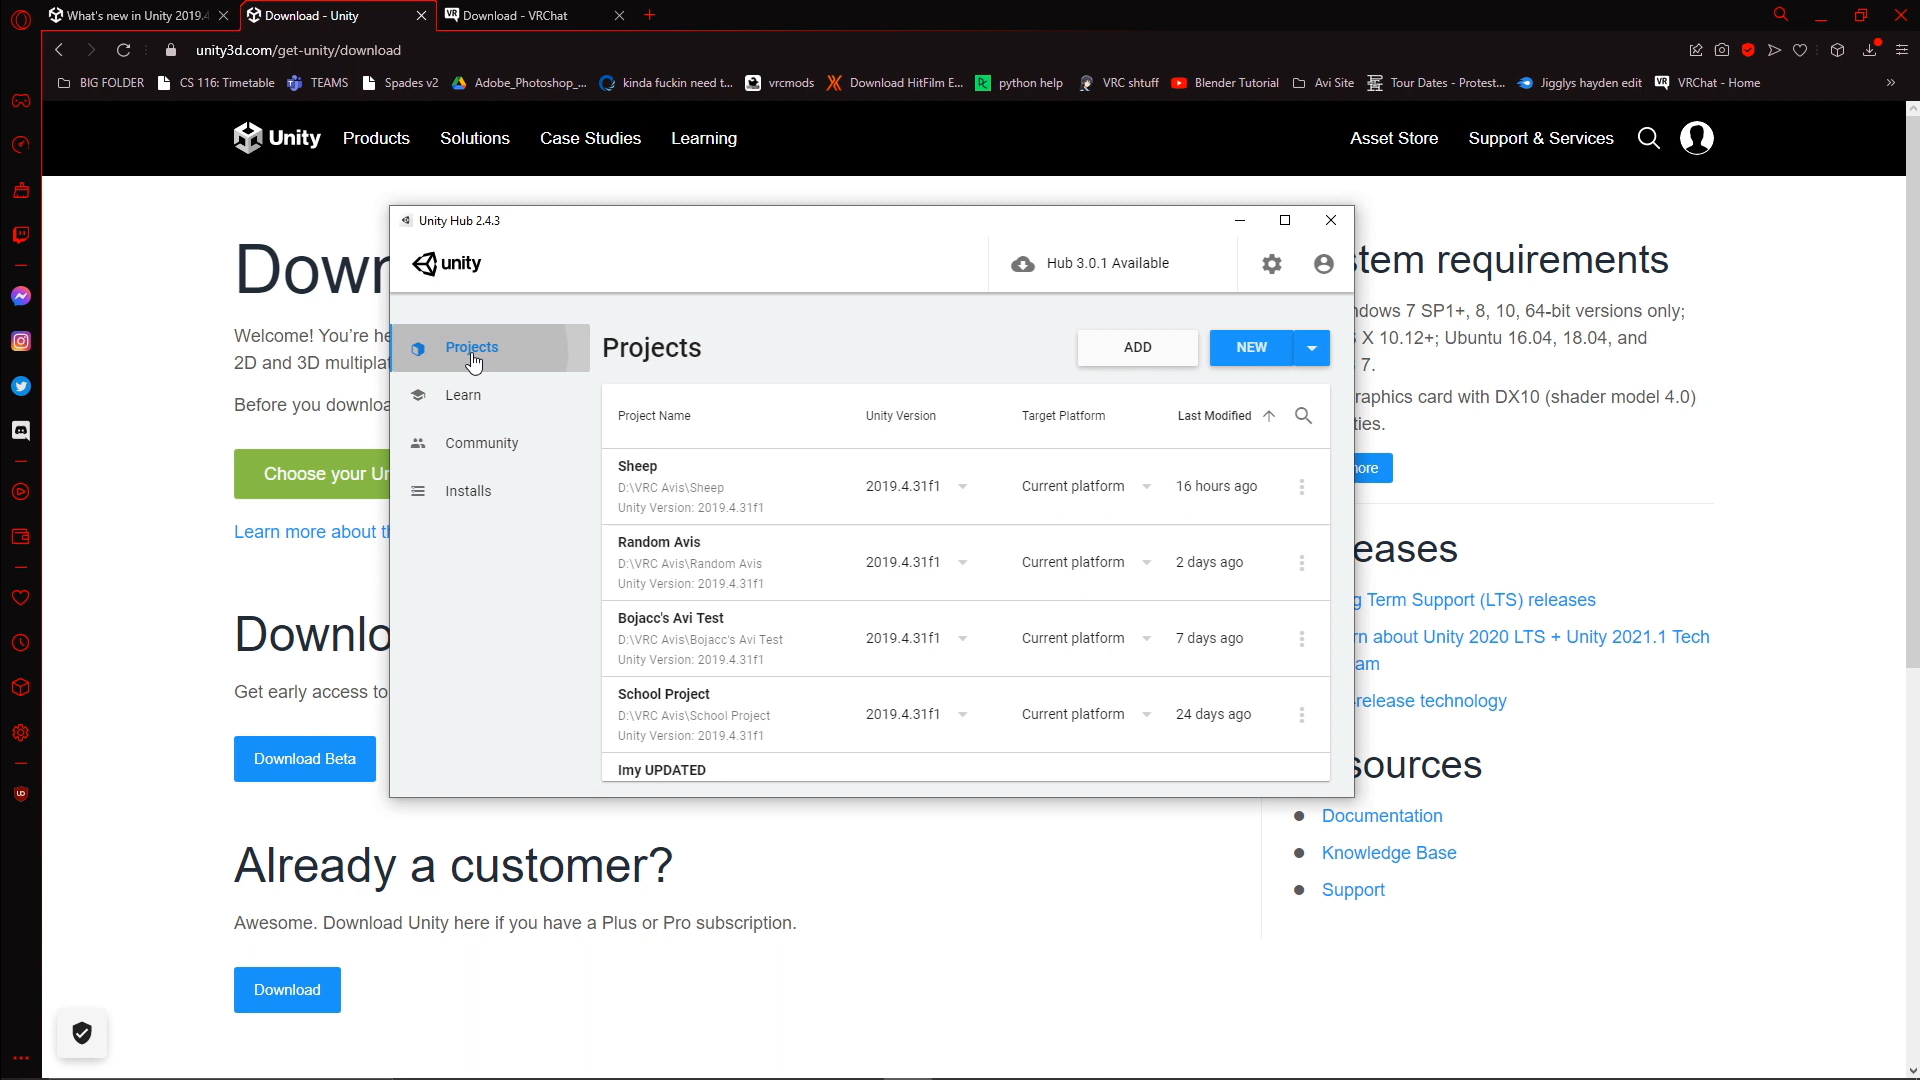 What's new in Unity 2019.4
Download - Unity
Download - VRChat
unity3d.com/get-unity/download
BIG FOLDER
CS 116: Timetable
TEAMS
Spades v2
Adobe_Photoshop_...
kinda fuckin need t...
vrcmods
Download HitFilm E...
python help
VRC shtuff
Blender Tutorial
Avi Site
Tour Dates - Protest...
Jigglys hayden edit
VRChat - Home
Unity
Products
Solutions
Case Studies
Learning
Asset Store
Support & Services
Unity Hub 2.4.3
unity
Hub 3.0.1 Available
Projects
Learn
Community
Installs
Projects
ADD
NEW
Project Name
Unity Version
Target Platform
Last Modified
Sheep
D:\VRC Avis\Sheep
Unity Version: 2019.4.31f1
2019.4.31f1
Current platform
16 hours ago
Random Avis
D:\VRC Avis\Random Avis
Unity Version: 2019.4.31f1
2019.4.31f1
Current platform
2 days ago
Bojacc's Avi Test
D:\VRC Avis\Bojacc's Avi Test
Unity Version: 2019.4.31f1
2019.4.31f1
Current platform
7 days ago
School Project
D:\VRC Avis\School Project
Unity Version: 2019.4.31f1
2019.4.31f1
Current platform
24 days ago
Imy UPDATED
Down
Welcome! You're he
2D and 3D multiplat
Before you downloa
Choose your Un
Learn more about th
Downlo
Get early access to
Download Beta
Already a customer?
Awesome. Download Unity here if you have a Plus or Pro subscription.
Download
tem requirements
dows 7 SP1+, 8, 10, 64-bit versions only;
X 10.12+; Ubuntu 16.04, 18.04, and
7.
raphics card with DX10 (shader model 4.0)
ties.
ore
eases
g Term Support (LTS) releases
rn about Unity 2020 LTS + Unity 2021.1 Tech
am
-release technology
sources
Documentation
Knowledge Base
Support